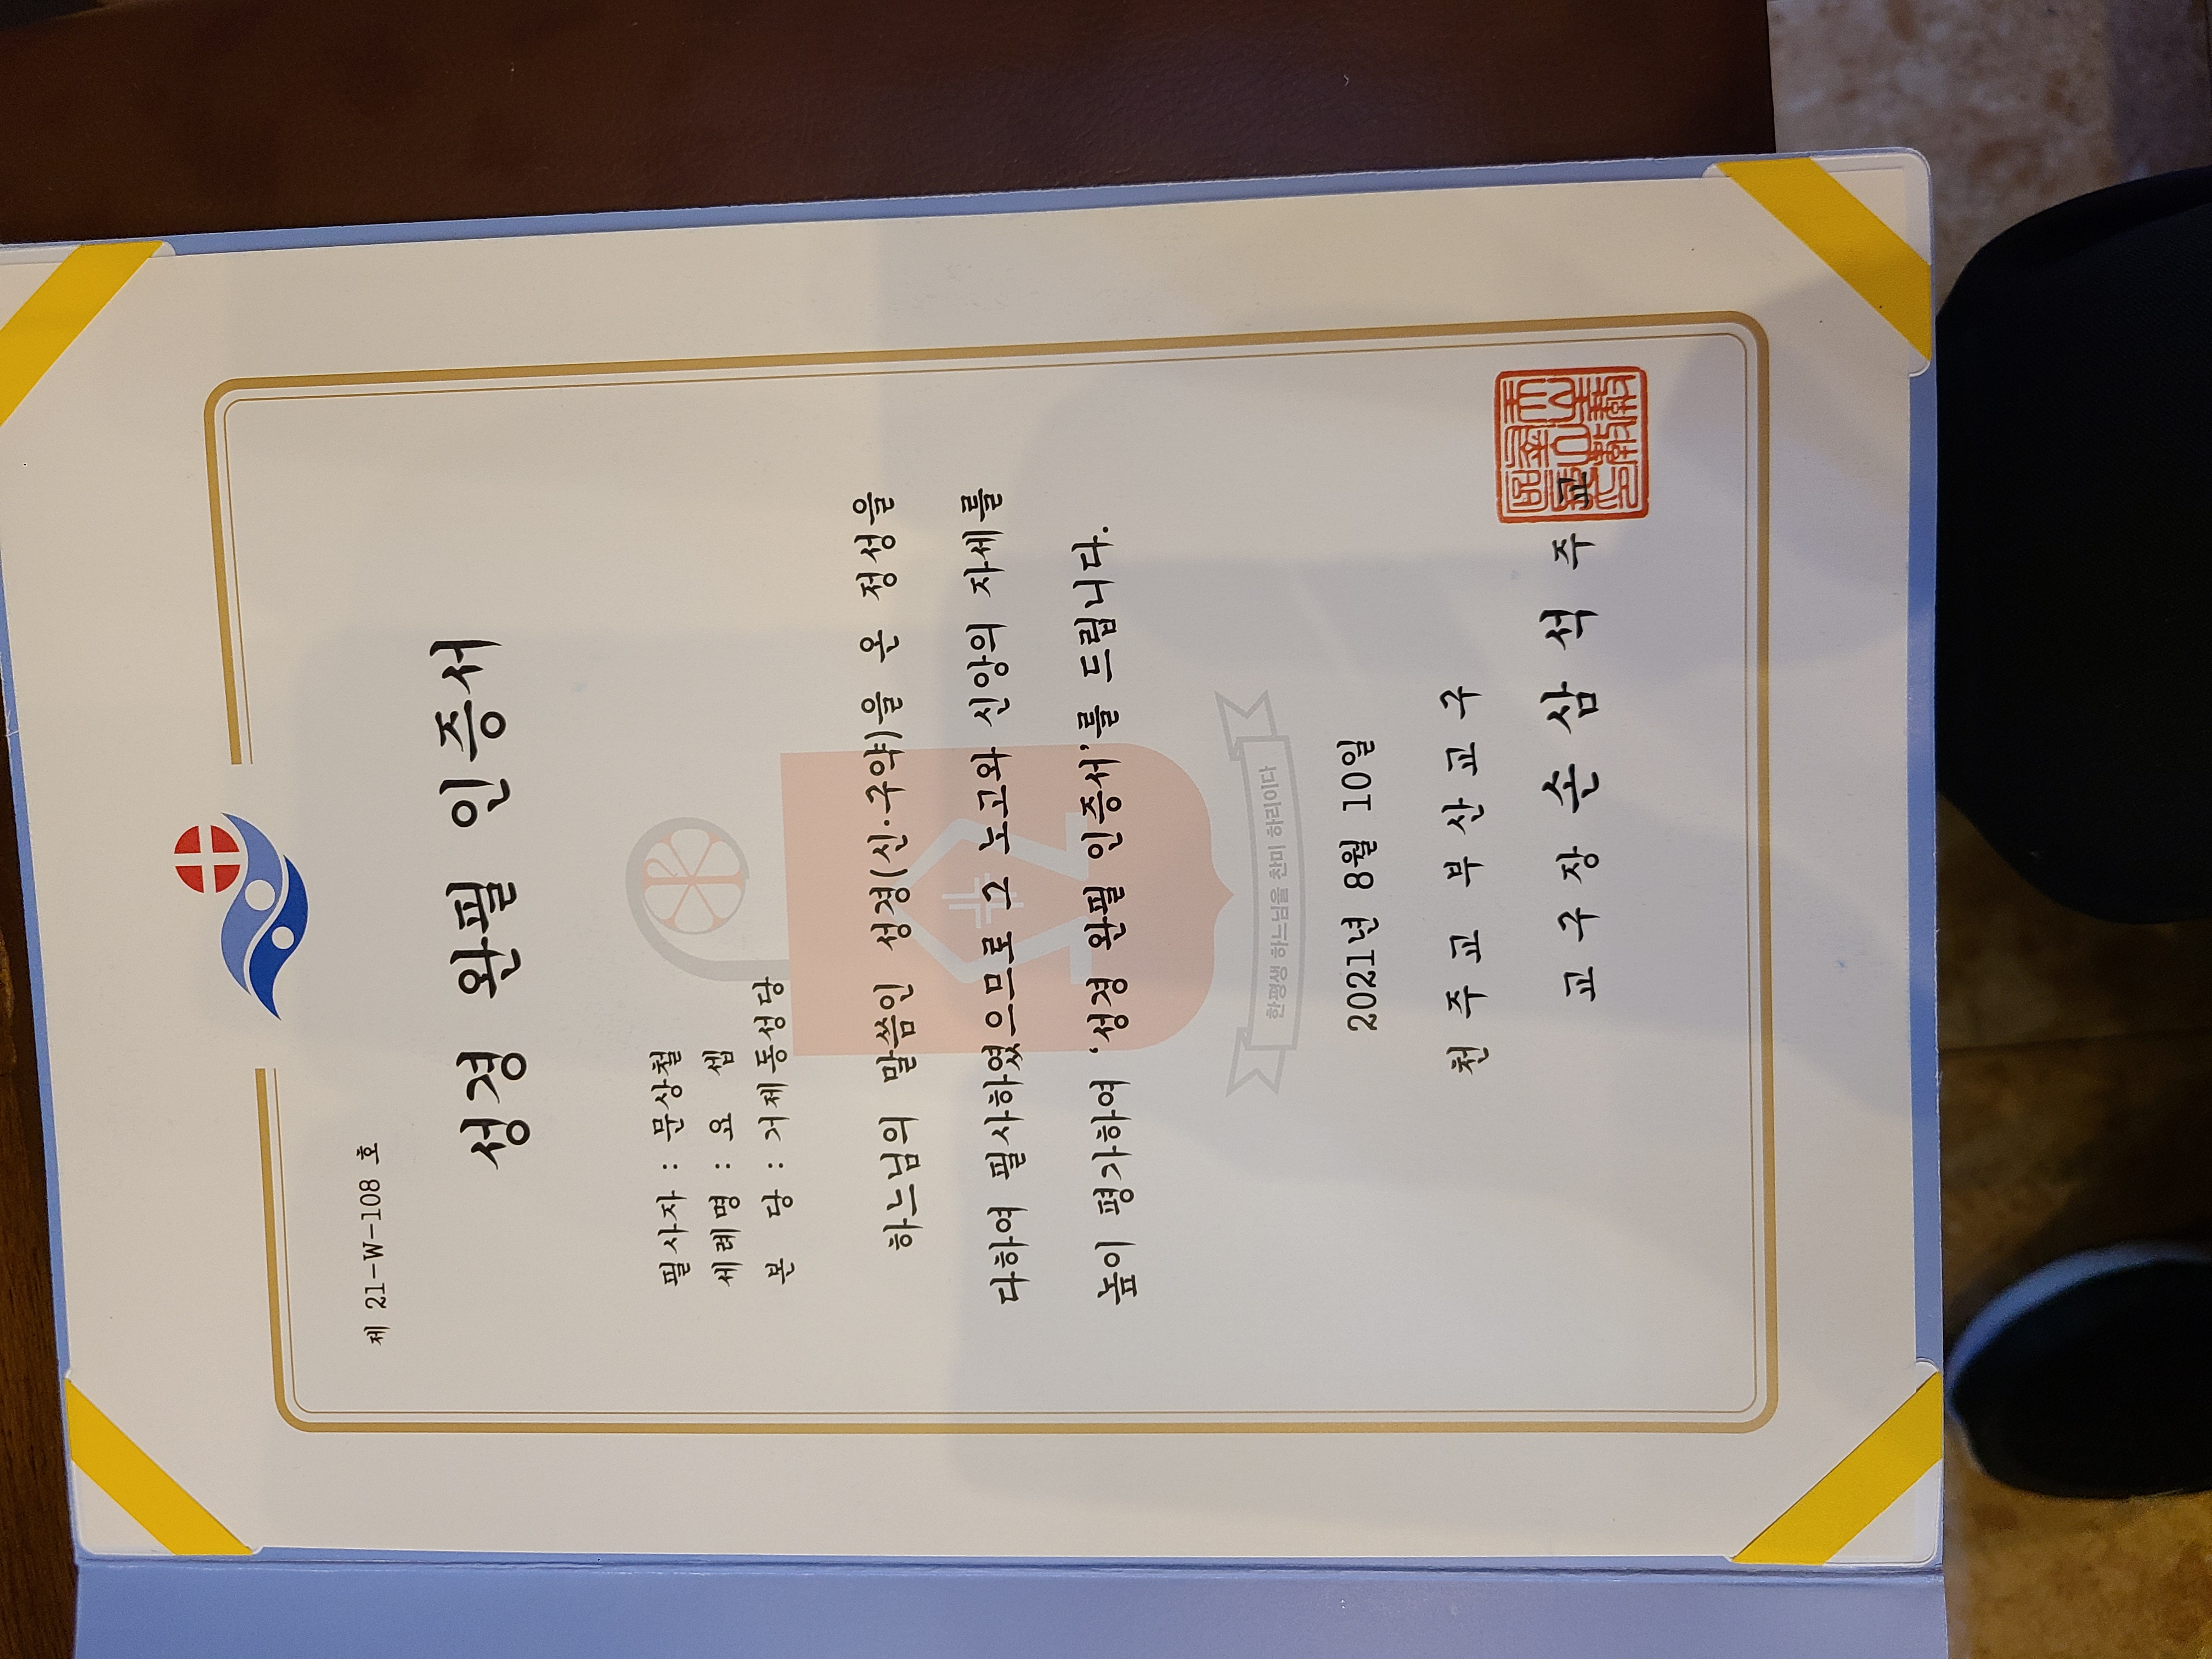 제 21-W-108 호
성경 완필 인증서
필사자 : 문상철
세례명 : 요 셉
본 당 : 거제동성당
하느님의 말씀인 성경(신·구약)을 온 정성을
다하여 필사하였으므로 그 노고와 신앙의 자세를
높이 평가하여 ‘성경 완필 인증서’를 드립니다.
한평생 하느님을 찬미 하리이다
2021년 8월 10일
천 주 교 부 산 교 구
교 구 장 손 삼 석 주 교